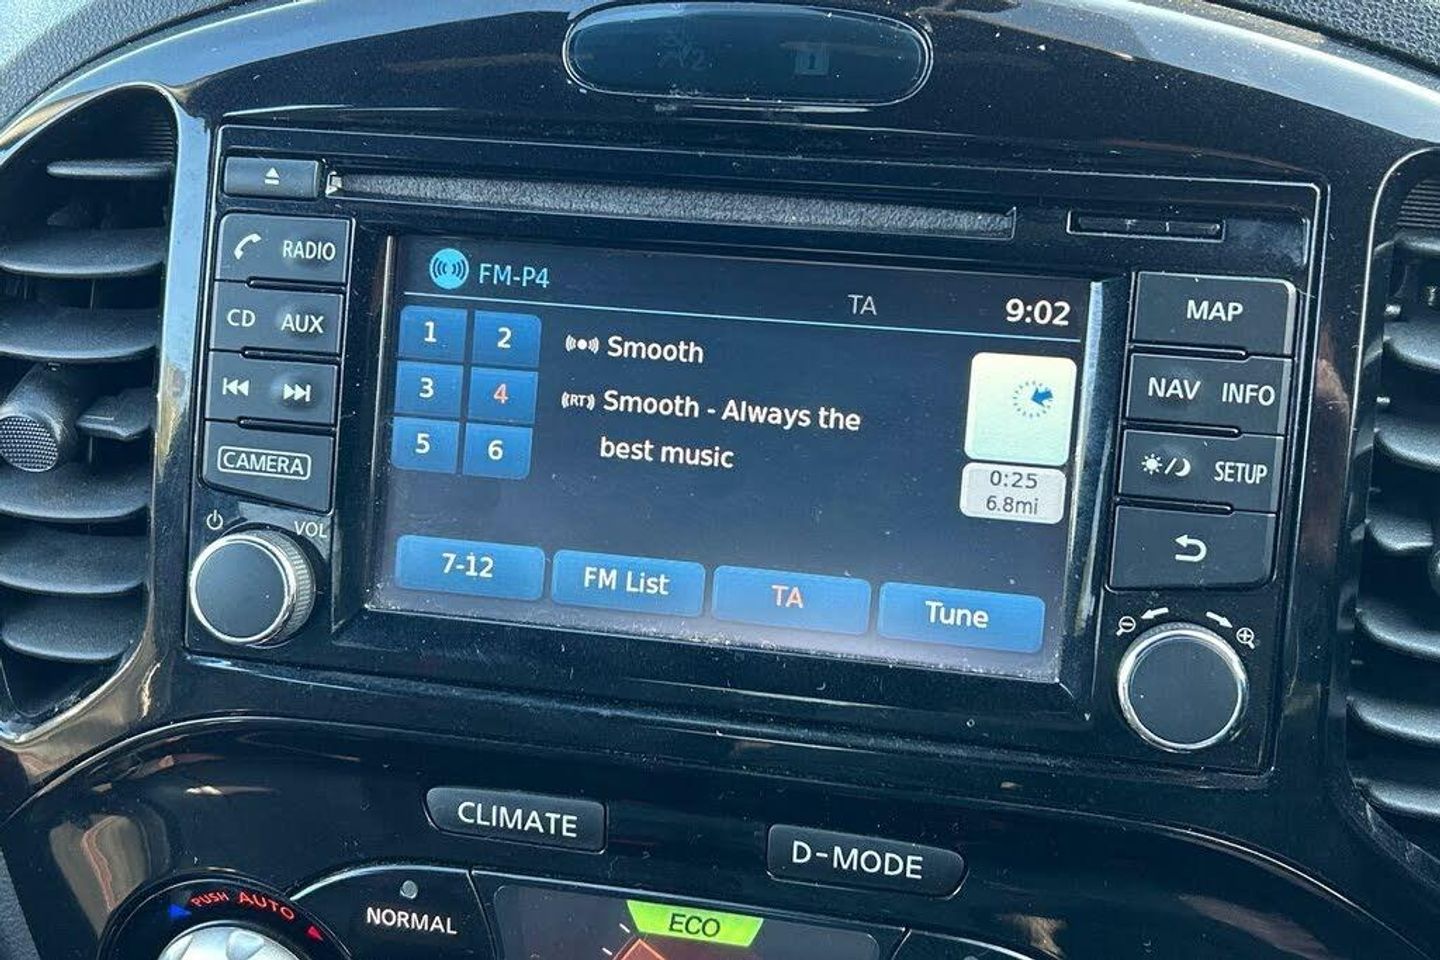 RADIO
CD AUX
CAMERA
VOL
FM-P4
TA
9:02
1 2
3 4
5 6
Smooth
RT Smooth - Always the
best music
0:25
6.8mi
7-12 FM List TA Tune
MAP
NAV INFO
SETUP
CLIMATE
D-MODE
PUSH AUTO
NORMAL
ECO